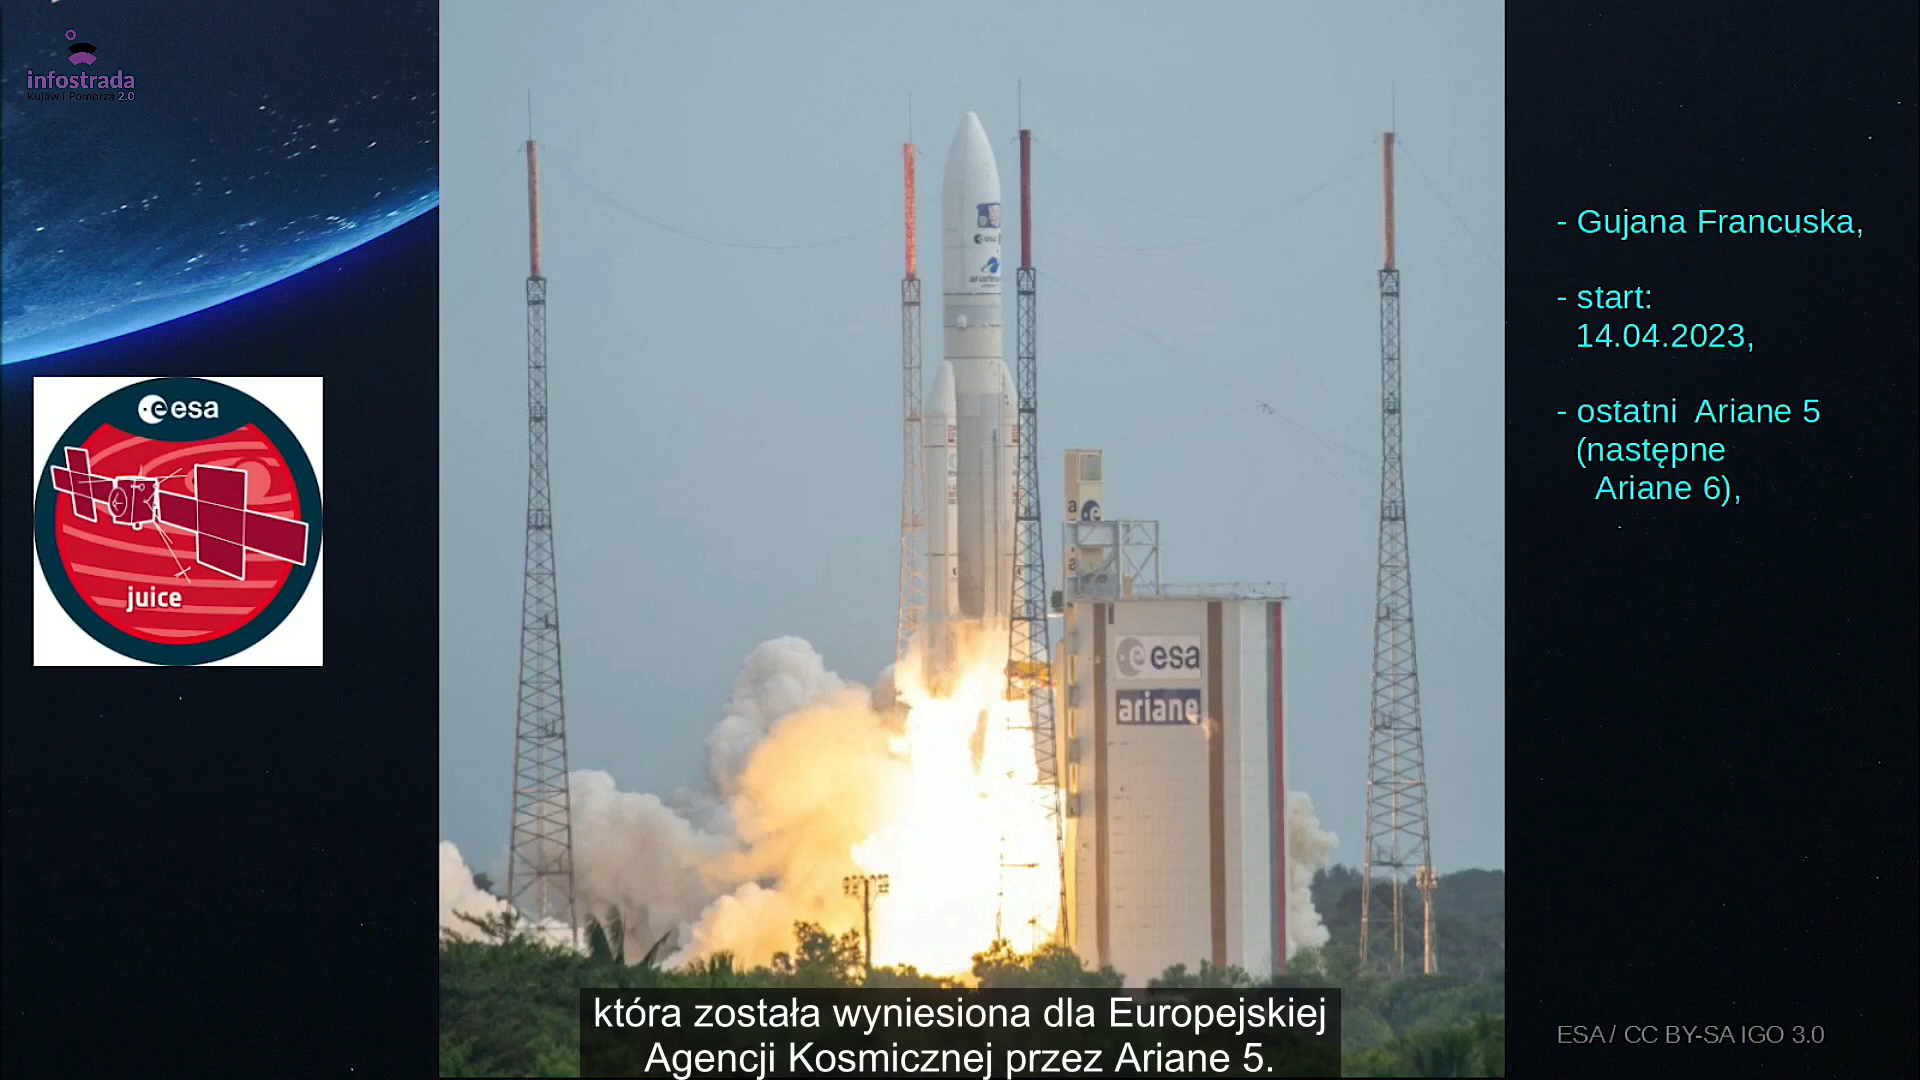 infostrada
Kujaw i Pomorza 2.0
esa
juice
esa
ariane
- Gujana Francuska,
- start:
14.04.2023,
- ostatni Ariane 5
(następne
Ariane 6),
która została wyniesiona dla Europejskiej
Agencji Kosmicznej przez Ariane 5.
ESA / CC BY-SA IGO 3.0